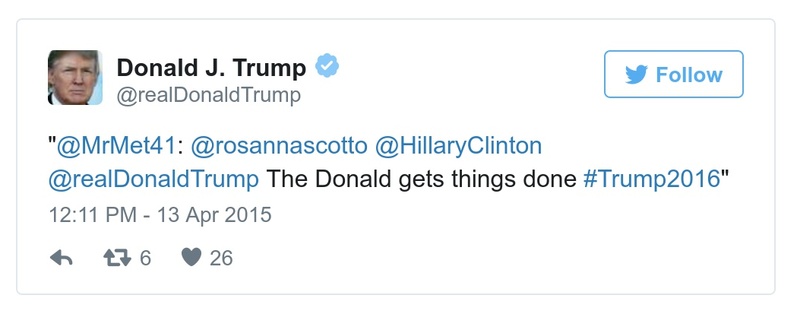 Donald J. Trump
@realDonaldTrump
Follow
"@MrMet41: @rosannascotto @HillaryClinton
@realDonaldTrump The Donald gets things done #Trump2016"
12:11 PM - 13 Apr 2015
6 26